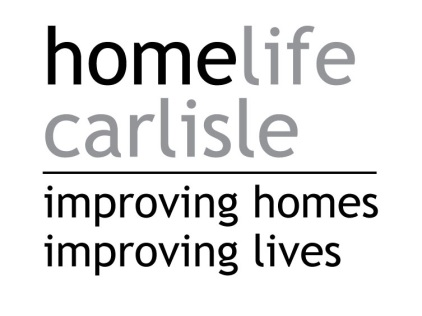 homelife
carlisle
improving homes
improving lives